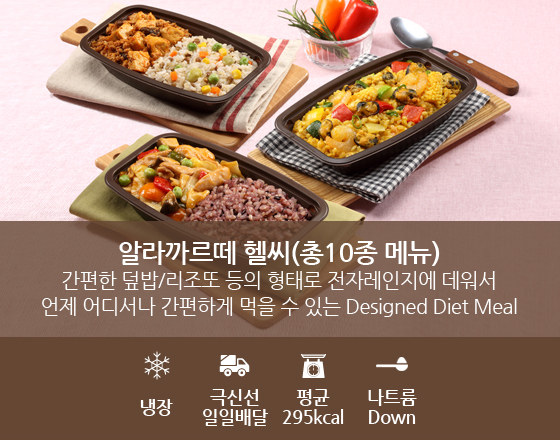 알라까르떼 헬씨(총10종 메뉴)
간편한 덮밥/리조또 등의 형태로 전자레인지에 데워서
언제 어디서나 간편하게 먹을 수 있는 Designed Diet Meal
냉장
극신선
일일배달
평균
295kcal
나트륨
Down